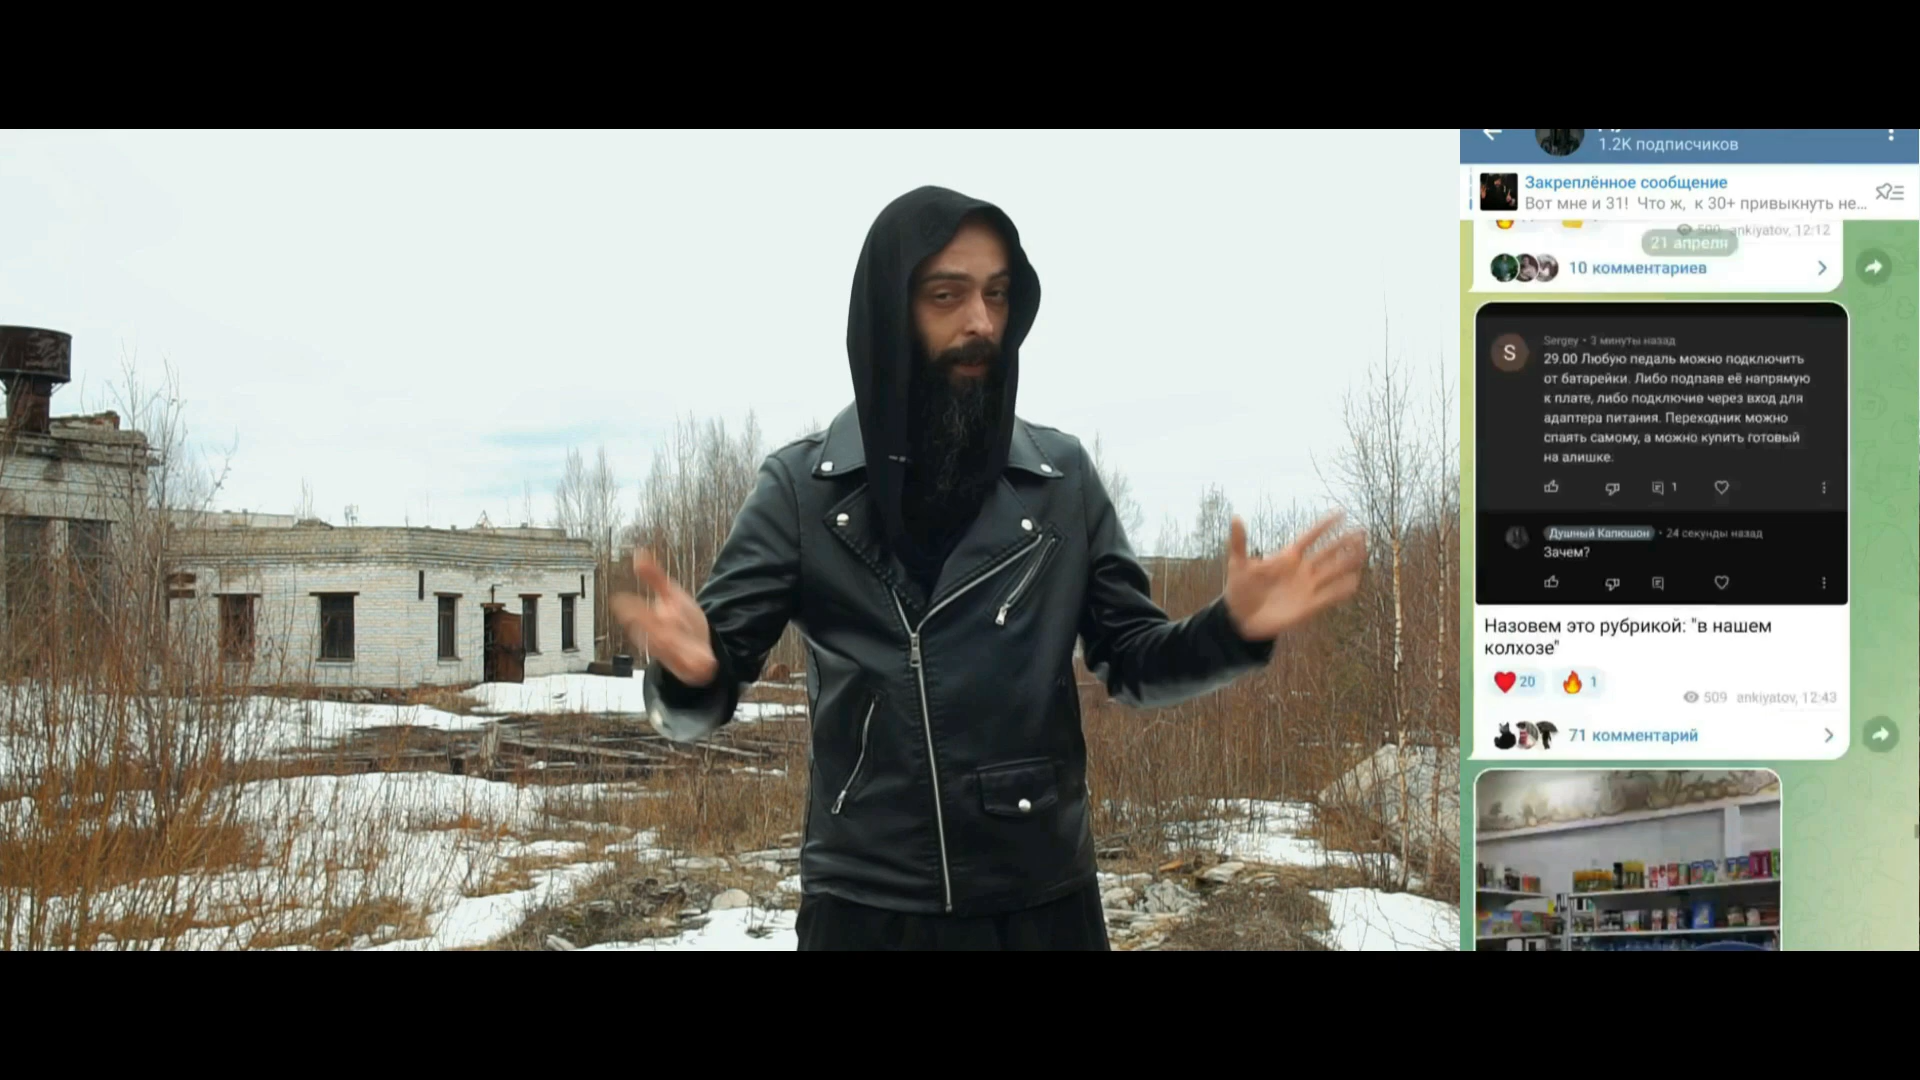 1.2K подписчиков
Закреплённое сообщение
Вот мне и 31! Что ж, к 30+ привыкнуть не...
ankiyatov, 12:12
21 апреля
10 комментариев
S
Sergey • 3 минуты назад
29.00 Любую педаль можно подключить
от батарейки. Либо подпаяв её напрямую
к плате, либо подключив через вход для
адаптера питания. Переходник можно
спаять самому, а можно купить готовый
на алишке.
1
Душный Капюшон • 24 секунды назад
Зачем?
Назовем это рубрикой: "в нашем
колхозе"
20
1
509 ankiyatov, 12:43
71 комментарий